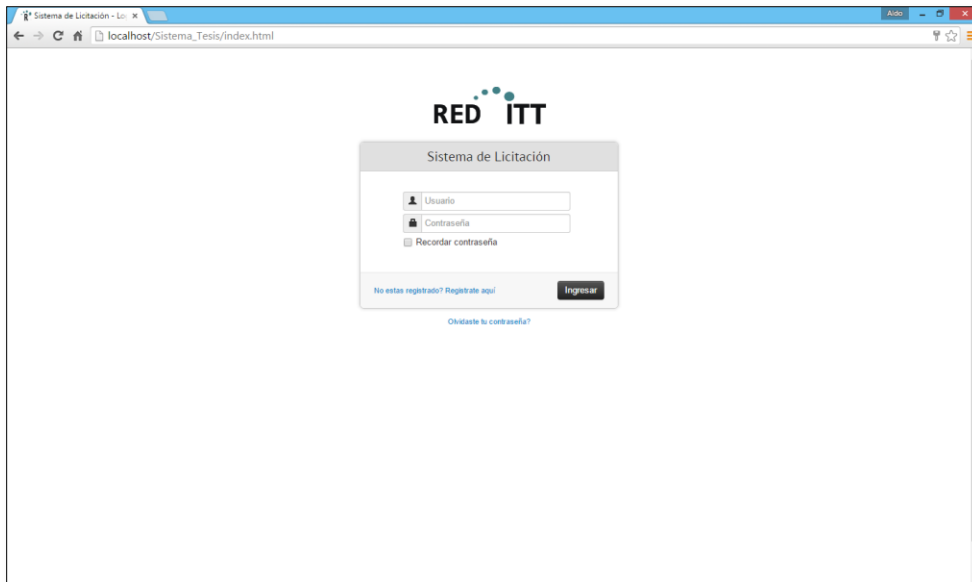 Sistema de Licitación - Lo
Aldo
localhost/Sistema_Tesis/index.html
RED ITT
Sistema de Licitación
Usuario
Contraseña
Recordar contraseña
No estas registrado? Registrate aquí
Ingresar
Olvidaste tu contraseña?